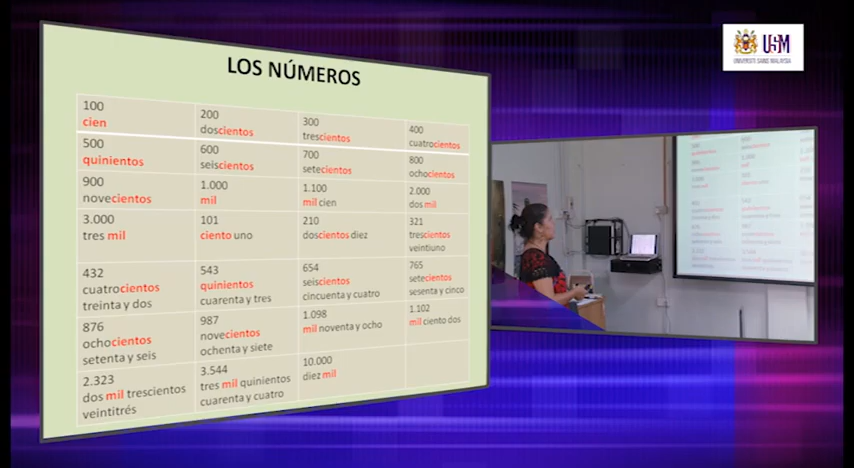 LOS NÚMEROS
100
cien
200
doscientos
300
trescientos
400
cuatrocientos
500
quinientos
600
seiscientos
700
setecientos
800
ochocientos
900
novecientos
1.000
mil
1.100
mil cien
2.000
dos mil
3.000
tres mil
101
ciento uno
210
doscientos diez
321
trescientos
veintiuno
432
cuatrocientos
treinta y dos
543
quinientos
cuarenta y tres
654
seiscientos
cincuenta y cuatro
765
setecientos
sesenta y cinco
876
ochocientos
setenta y seis
987
novecientos
ochenta y siete
1.098
mil noventa y ocho
1.102
mil ciento dos
2.323
dos mil trescientos
veintitrés
3.544
tres mil quinientos
cuarenta y cuatro
10.000
diez mil
USM
UNIVERSITI SAINS MALAYSIA